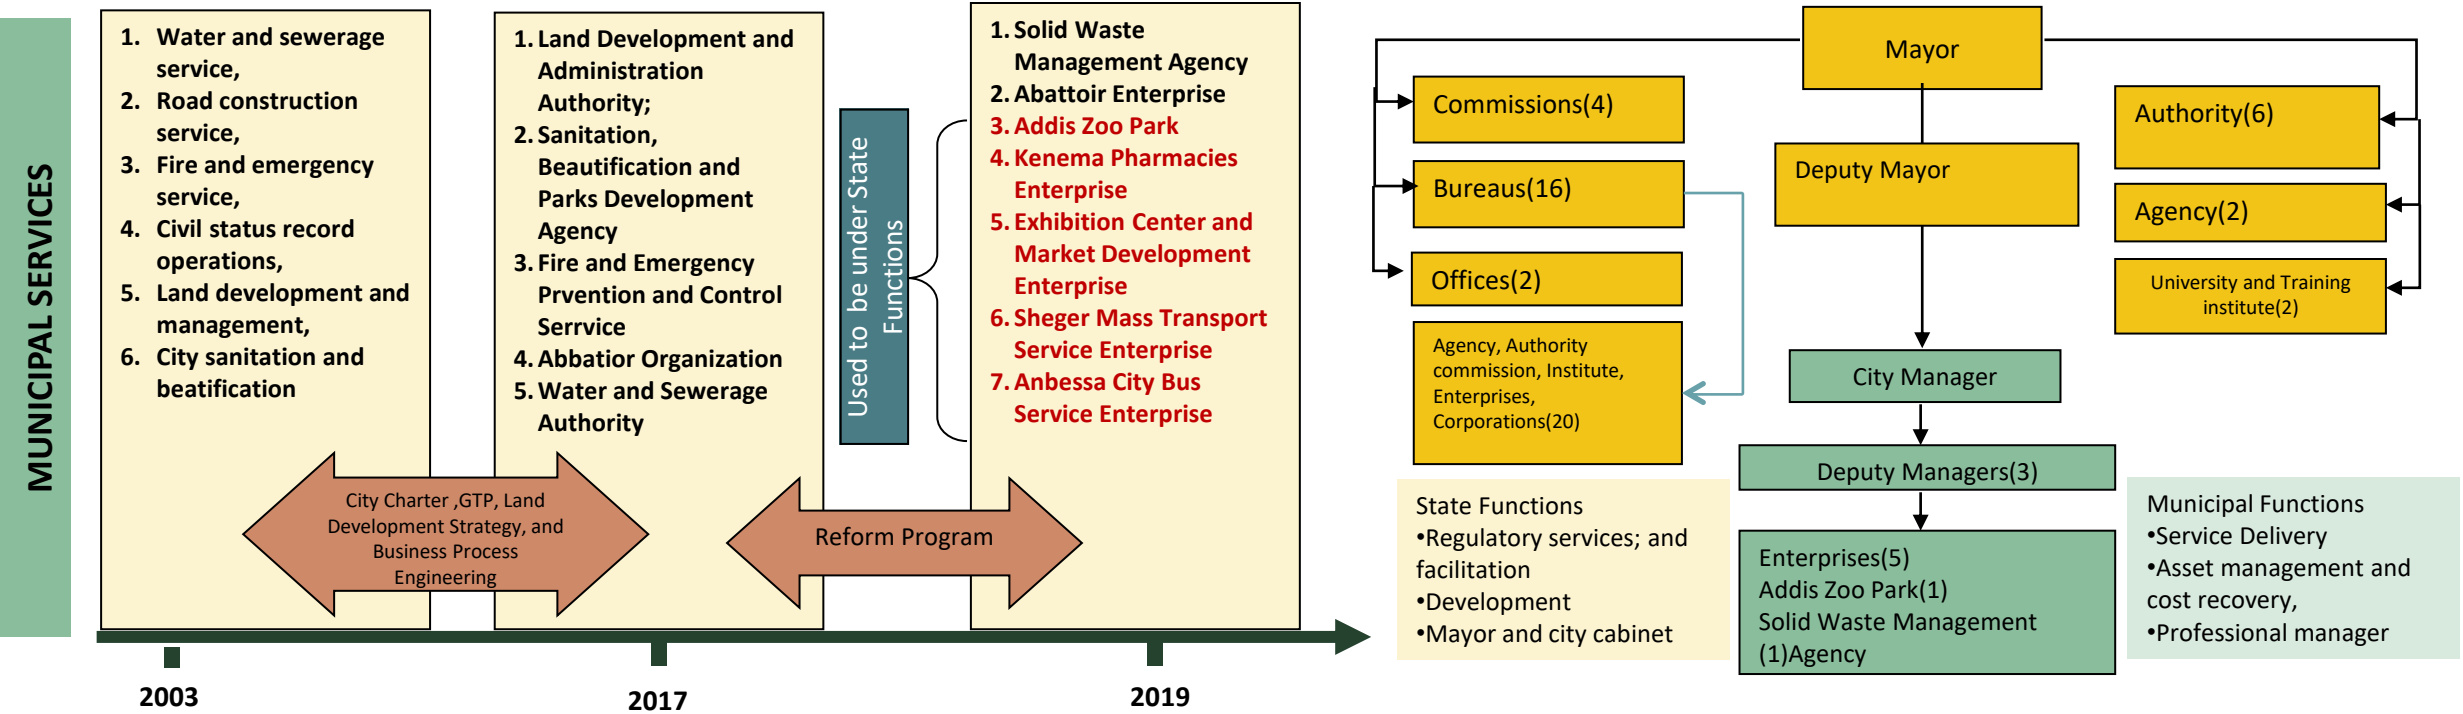 MUNICIPAL SERVICES
1. Water and sewerage
service,
2. Road construction
service,
3. Fire and emergency
service,
4. Civil status record
operations,
5. Land development and
management,
6. City sanitation and
beatification
1. Land Development and
Administration
Authority;
2. Sanitation,
Beautification and
Parks Development
Agency
3. Fire and Emergency
Prvention and Control
Serrvice
4. Abbatior Organization
5. Water and Sewerage
Authority
Used to be under State
Functions
1. Solid Waste
Management Agency
2. Abattoir Enterprise
3. Addis Zoo Park
4. Kenema Pharmacies
Enterprise
5. Exhibition Center and
Market Development
Enterprise
6. Sheger Mass Transport
Service Enterprise
7. Anbessa City Bus
Service Enterprise
City Charter ,GTP, Land
Development Strategy, and
Business Process
Engineering
Reform Program
2003
2017
2019
Mayor
Commissions(4)
Bureaus(16)
Offices(2)
Agency, Authority
commission, Institute,
Enterprises,
Corporations(20)
Deputy Mayor
Authority(6)
Agency(2)
University and Training
institute(2)
City Manager
Deputy Managers(3)
Enterprises(5)
Addis Zoo Park(1)
Solid Waste Management
(1)Agency
State Functions
•Regulatory services; and
facilitation
•Development
•Mayor and city cabinet
Municipal Functions
•Service Delivery
•Asset management and
cost recovery,
•Professional manager